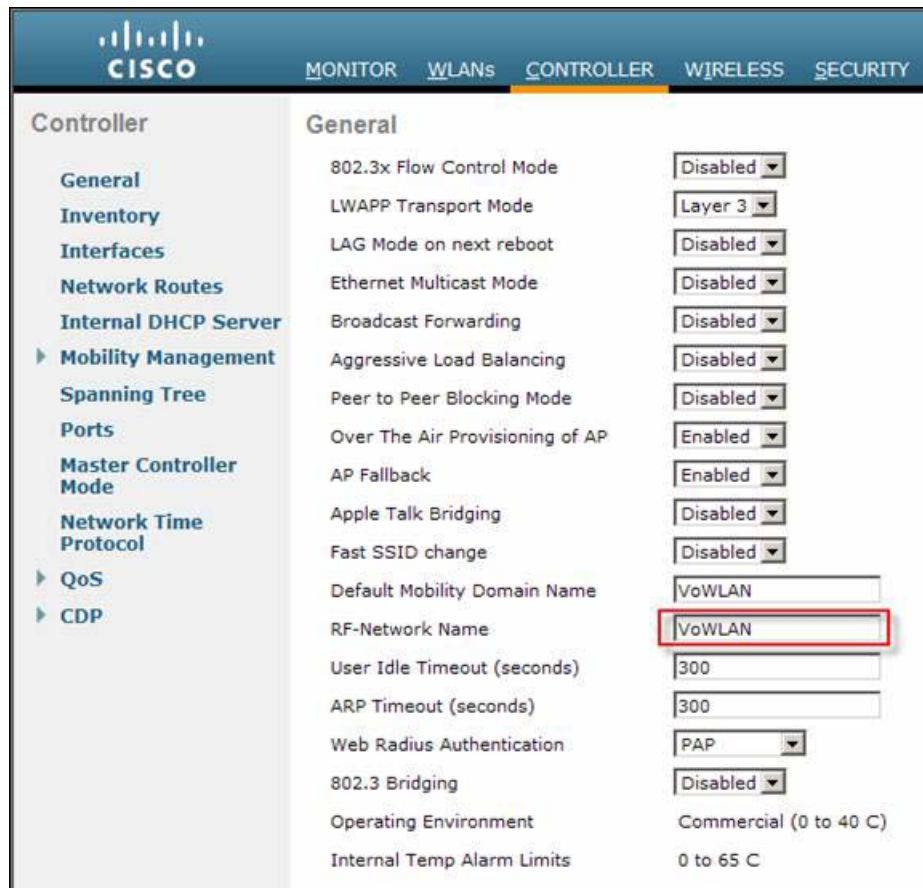 CISCO
MONITOR WLANs CONTROLLER WIRELESS SECURITY
Controller
General
Inventory
Interfaces
Network Routes
Internal DHCP Server
Mobility Management
Spanning Tree
Ports
Master Controller
Mode
Network Time
Protocol
QoS
CDP
General
802.3x Flow Control Mode Disabled
LWAPP Transport Mode Layer 3
LAG Mode on next reboot Disabled
Ethernet Multicast Mode Disabled
Broadcast Forwarding Disabled
Aggressive Load Balancing Disabled
Peer to Peer Blocking Mode Disabled
Over The Air Provisioning of AP Enabled
AP Fallback Enabled
Apple Talk Bridging Disabled
Fast SSID change Disabled
Default Mobility Domain Name VoWLAN
RF-Network Name VoWLAN
User Idle Timeout (seconds) 300
ARP Timeout (seconds) 300
Web Radius Authentication PAP
802.3 Bridging Disabled
Operating Environment Commercial (0 to 40 C)
Internal Temp Alarm Limits 0 to 65 C